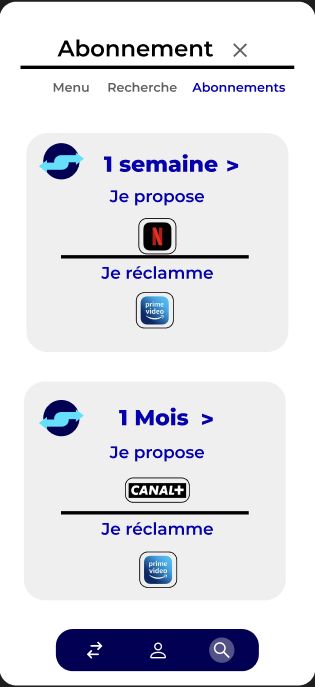 Abonnement
Menu Recherche Abonnements
1 semaine >
Je propose
N
Je réclamme
prime
video
1 Mois >
Je propose
CANAL+
Je réclamme
prime
video